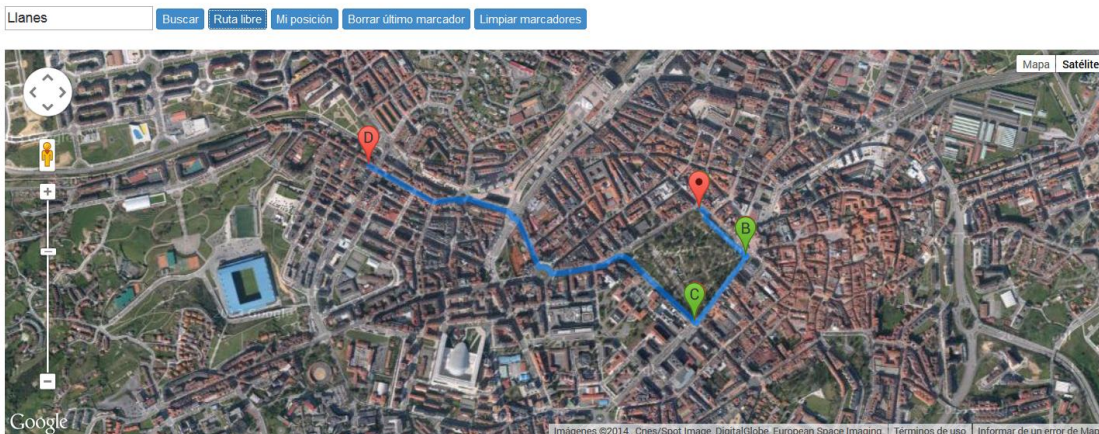 Llanes Buscar Ruta libre Mi posición Borrar último marcador Limpiar marcadores
Mapa Satélite
D
B
C
Google
Imágenes ©2014 , Cnes/Spot Image, DigitalGlobe, European Space Imaging Términos de uso Informar de un error de Map